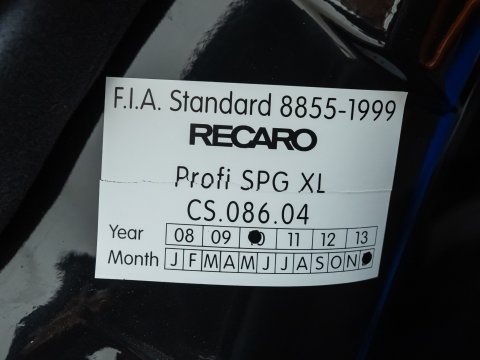 F.I.A. Standard 8855-1999
RECARO
Profi SPG XL
CS.086.04
Year 08 09 11 12 13
Month J F M A M J J A S O N